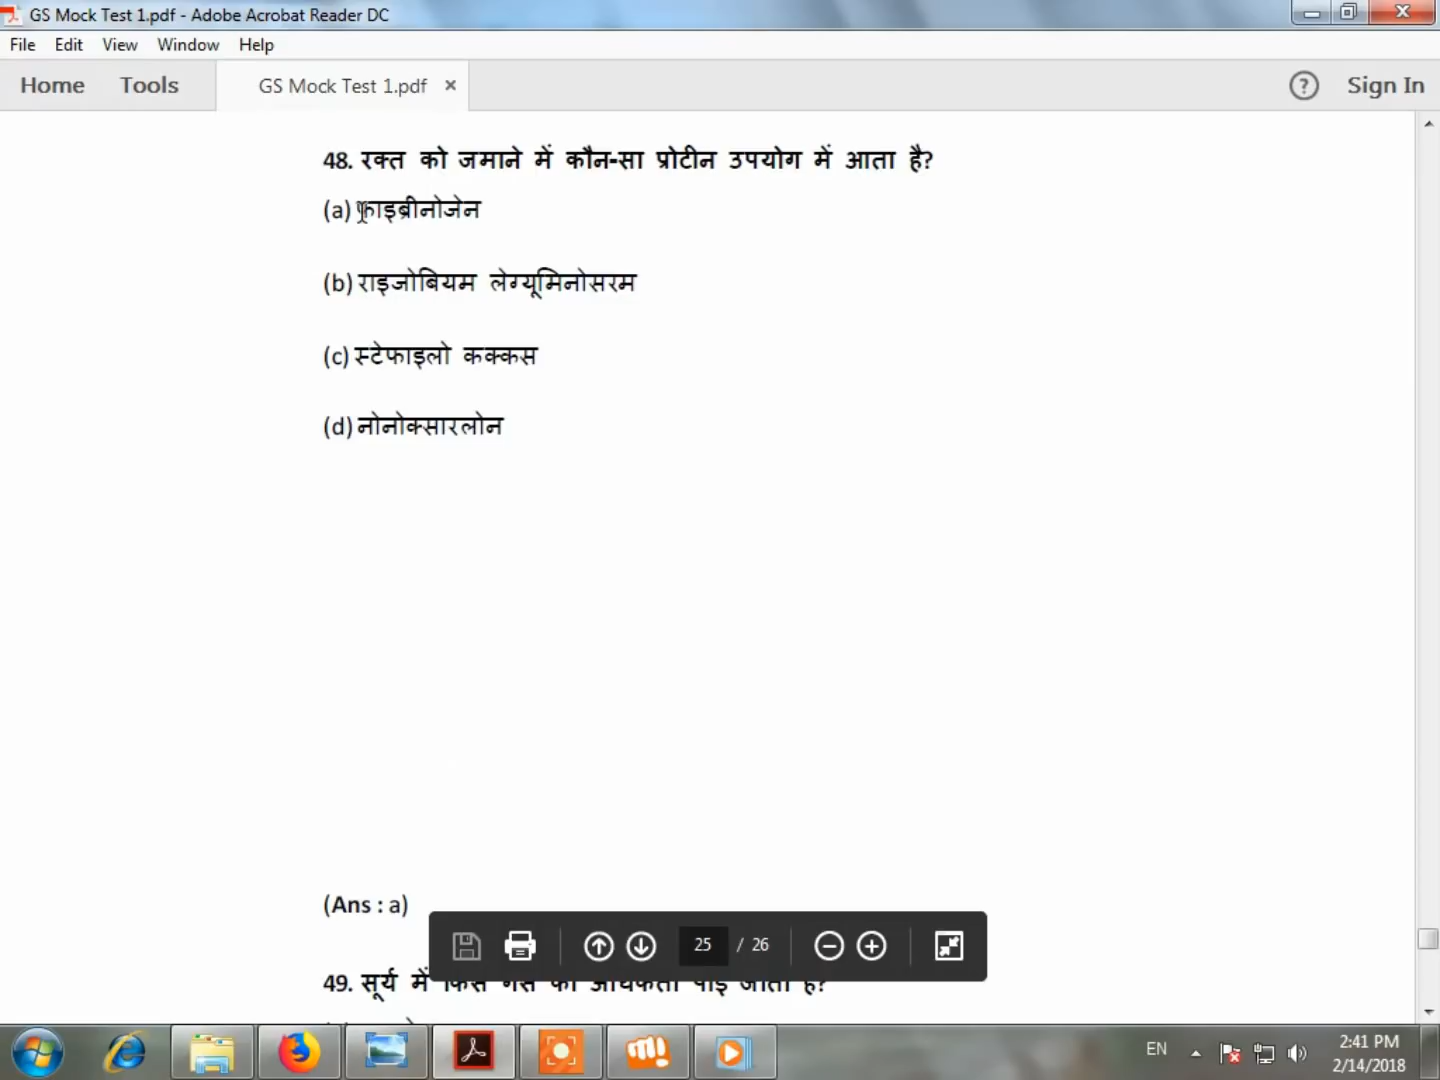 GS Mock Test 1.pdf - Adobe Acrobat Reader DC
File Edit View Window Help
Home Tools GS Mock Test 1.pdf × ? Sign In
48. रक्त को जमाने में कौन-सा प्रोटीन उपयोग में आता है?
(a) फाइब्रीनोजेन
(b) राइजोबियम लेग्यूमिनोसरम
(c) स्टेफाइलो कक्कस
(d) नोनोक्सारलोन
(Ans : a)
25 / 26
49. सूर्य में किस गैस की अधिकता पाई जाती है?
EN 2:41 PM
2/14/2018